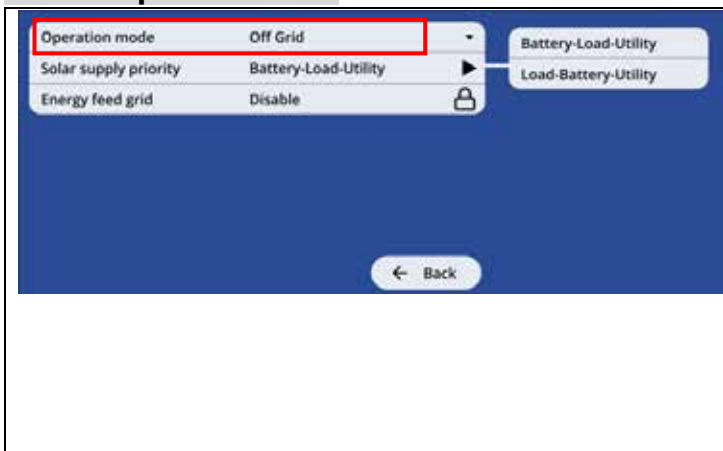 Operation mode Off Grid
Solar supply priority Battery-Load-Utility
Energy feed grid Disable
Battery-Load-Utility
Load-Battery-Utility
← Back